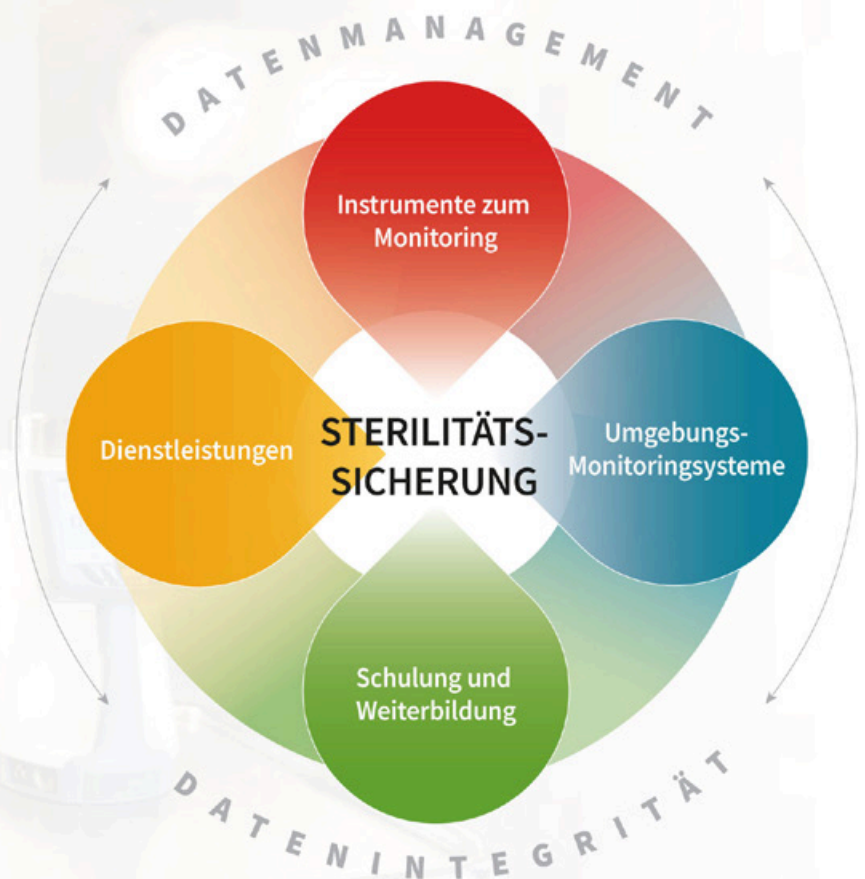 DATENMANAGEMENT
Instrumente zum
Monitoring
Dienstleistungen
STERILITÄTS-
SICHERUNG
Umgebungs-
Monitoringsysteme
Schulung und
Weiterbildung
DATENINTEGRITÄT